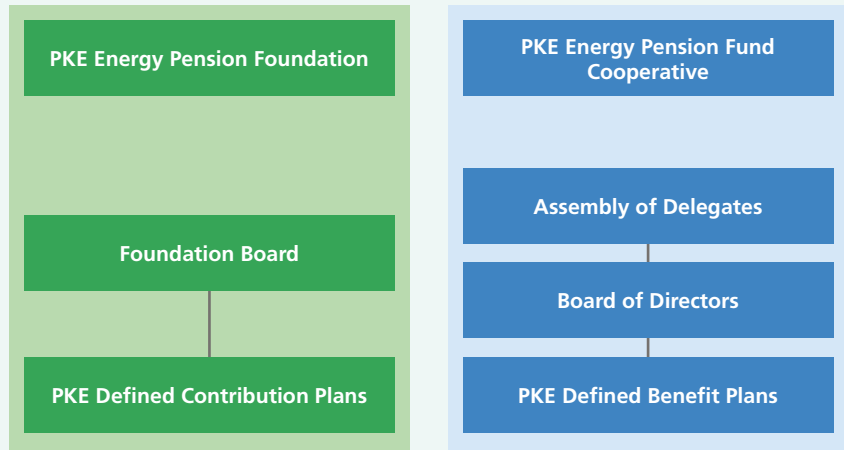 PKE Energy Pension Foundation
Foundation Board
PKE Defined Contribution Plans
PKE Energy Pension Fund
Cooperative
Assembly of Delegates
Board of Directors
PKE Defined Benefit Plans